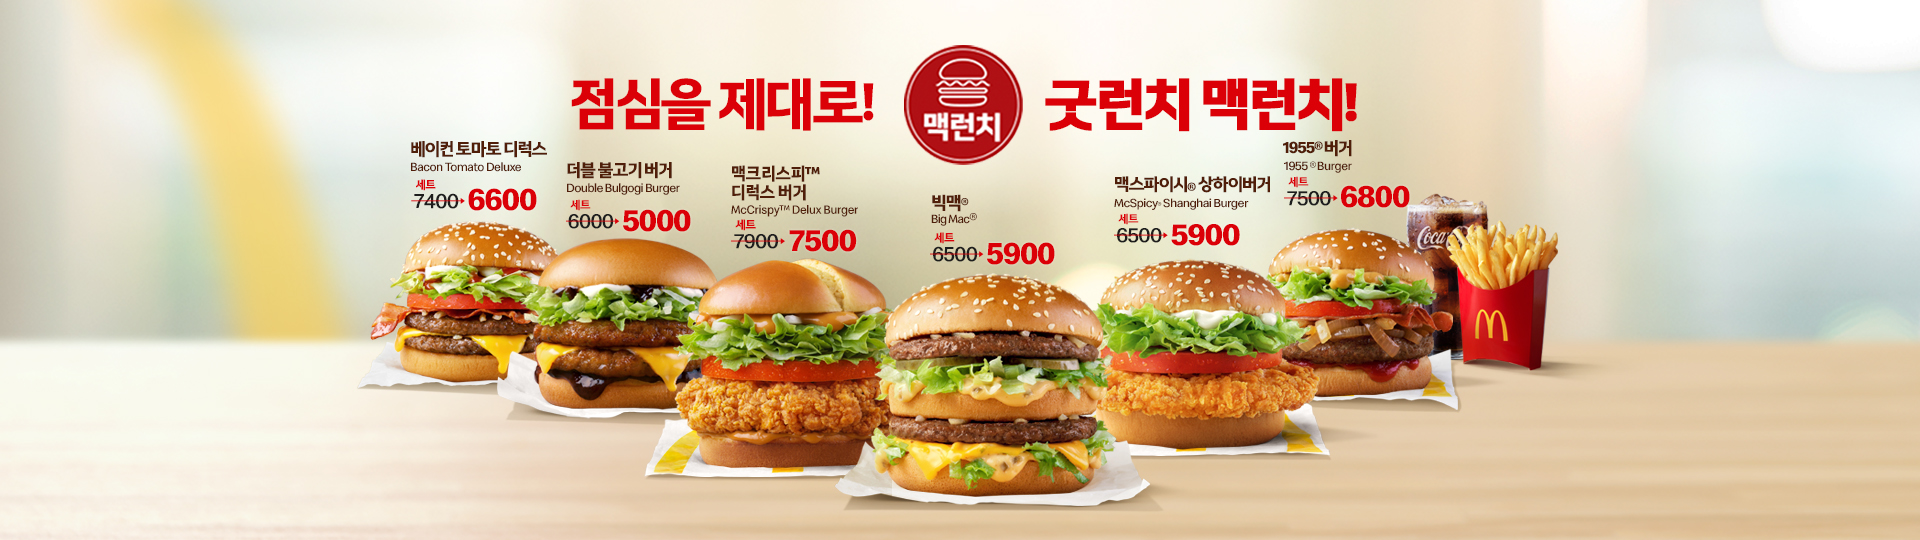 점심을 제대로!
맥런치
굿런치 맥런치!
베이컨 토마토 디럭스
Bacon Tomato Deluxe
세트
7400 6600
더블 불고기 버거
Double Bulgogi Burger
세트
6000 5000
맥크리스피™
디럭스 버거
McCrispy™ Delux Burger
세트
7900 7500
빅맥®
Big Mac®
세트
6500 5900
맥스파이시® 상하이버거
McSpicy® Shanghai Burger
세트
6500 5900
1955® 버거
1955 ® Burger
세트
7500 6800